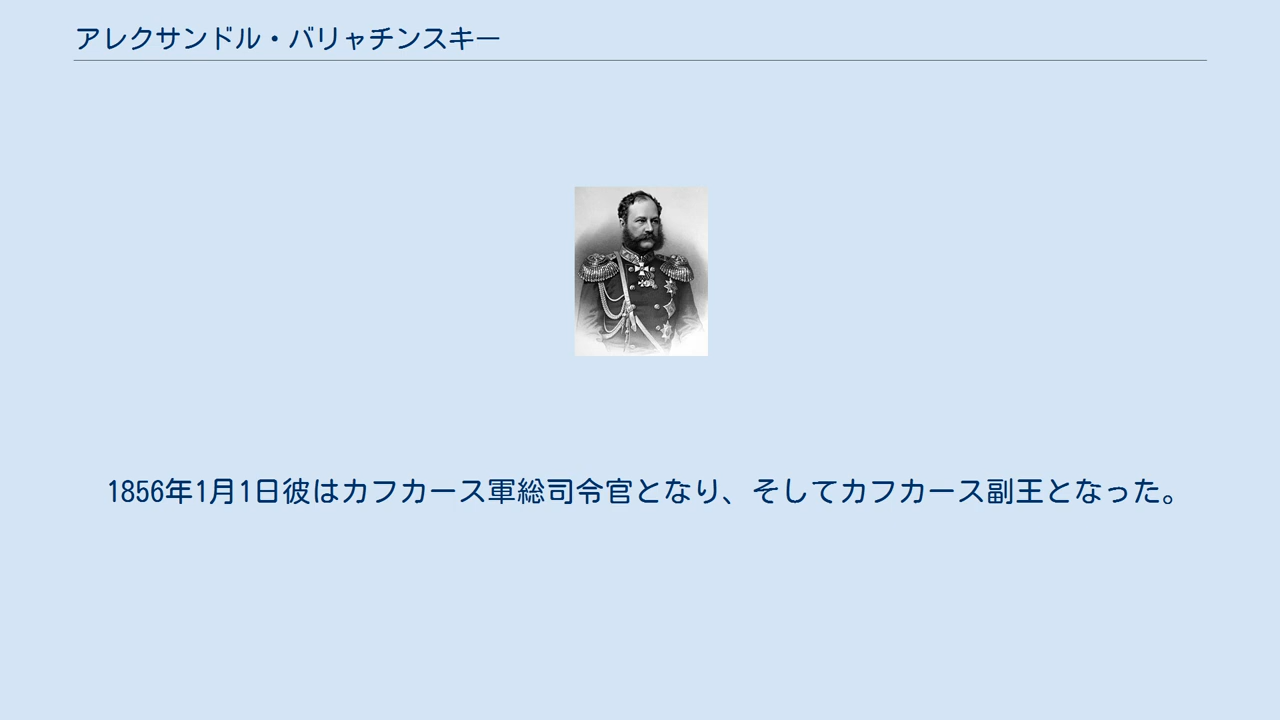 アレクサンドル・バリャチンスキー
1856年1月1日彼はカフカース軍総司令官となり、そしてカフカース副王となった。